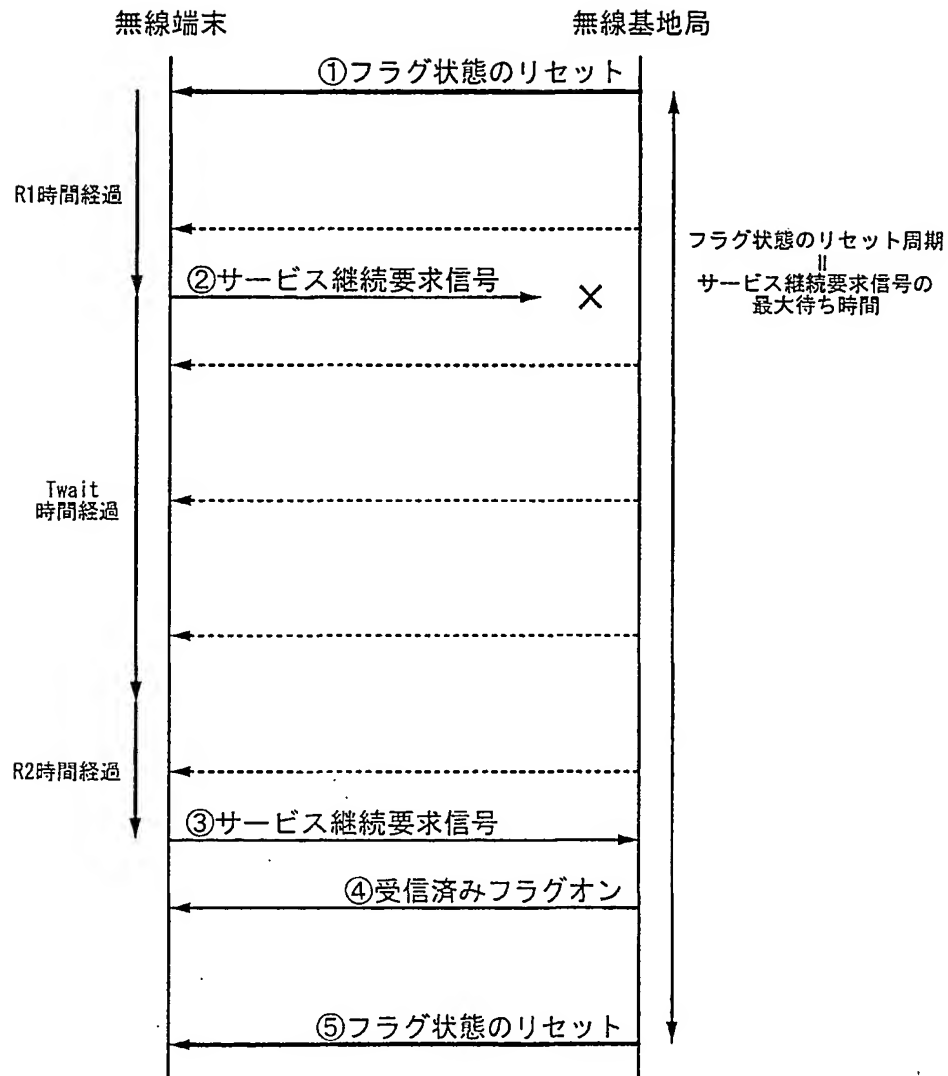 無線端末
無線基地局
①フラグ状態のリセット
R1時間経過
フラグ状態のリセット周期
||
サービス継続要求信号の
最大待ち時間
②サービス継続要求信号
×
Twait
時間経過
R2時間経過
③サービス継続要求信号
④受信済みフラグオン
⑤フラグ状態のリセット